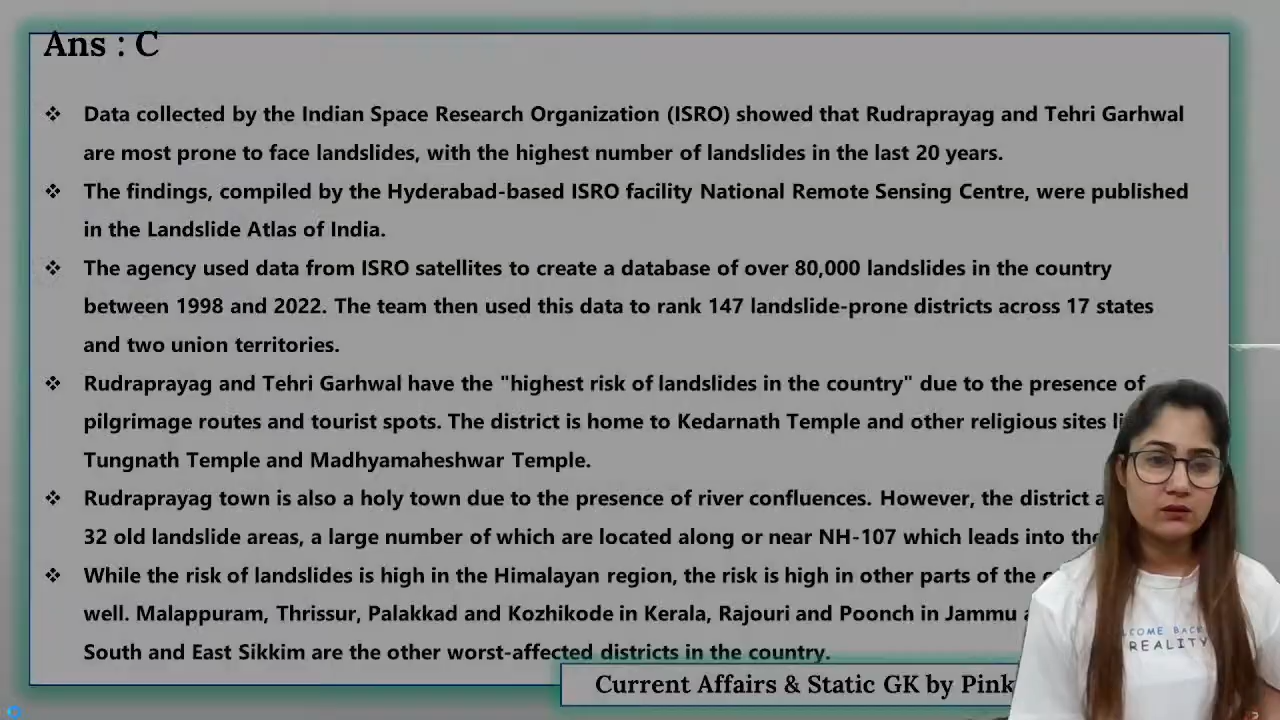 Ans : C
❖ Data collected by the Indian Space Research Organization (ISRO) showed that Rudraprayag and Tehri Garhwal
are most prone to face landslides, with the highest number of landslides in the last 20 years.
❖ The findings, compiled by the Hyderabad-based ISRO facility National Remote Sensing Centre, were published
in the Landslide Atlas of India.
❖ The agency used data from ISRO satellites to create a database of over 80,000 landslides in the country
between 1998 and 2022. The team then used this data to rank 147 landslide-prone districts across 17 states
and two union territories.
❖ Rudraprayag and Tehri Garhwal have the "highest risk of landslides in the country" due to the presence of
pilgrimage routes and tourist spots. The district is home to Kedarnath Temple and other religious sites
Tungnath Temple and Madhyamaheshwar Temple.
❖ Rudraprayag town is also a holy town due to the presence of river confluences. However, the district
32 old landslide areas, a large number of which are located along or near NH-107 which leads into
❖ While the risk of landslides is high in the Himalayan region, the risk is high in other parts of the
well. Malappuram, Thrissur, Palakkad and Kozhikode in Kerala, Rajouri and Poonch in Jammu
South and East Sikkim are the other worst-affected districts in the country.
Current Affairs & Static GK by Pink
BACK
REALITY